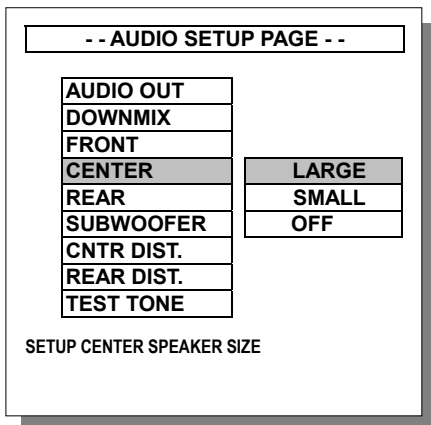 - - AUDIO SETUP PAGE - -
AUDIO OUT
DOWNMIX
FRONT
CENTER LARGE
REAR SMALL
SUBWOOFER OFF
CNTR DIST.
REAR DIST.
TEST TONE
SETUP CENTER SPEAKER SIZE